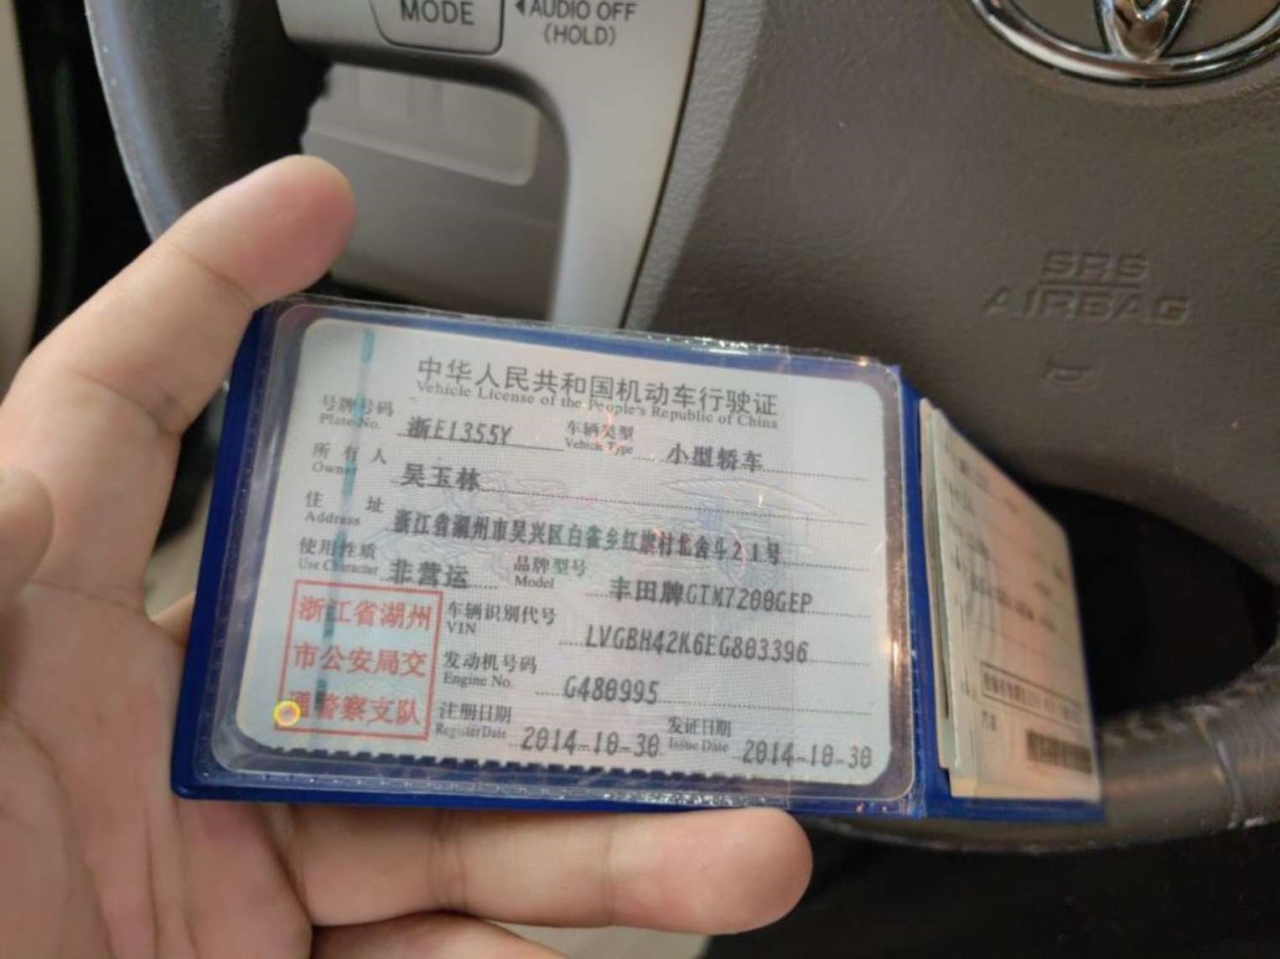 MODE
◀AUDIO OFF
(HOLD)
SRS
AIRBAG
中华人民共和国机动车行驶证
Vehicle License of the People's Republic of China
号牌号码 浙E1355Y 车辆类型 小型轿车
Plate No. Vehicle Type
所有人 吴玉林
Owner
住址 浙江省湖州市吴兴区白雀乡红旗村北舍斗21号
Address
使用性质 非营运 品牌型号 丰田牌GTM7200GEP
Use Character Model
浙江省湖州
市公安局交
通警察支队
车辆识别代号 LVGBH42K6EG803396
VIN
发动机号码 G480995
Engine No.
注册日期 2014-10-30 发证日期 2014-10-30
Register Date Issue Date